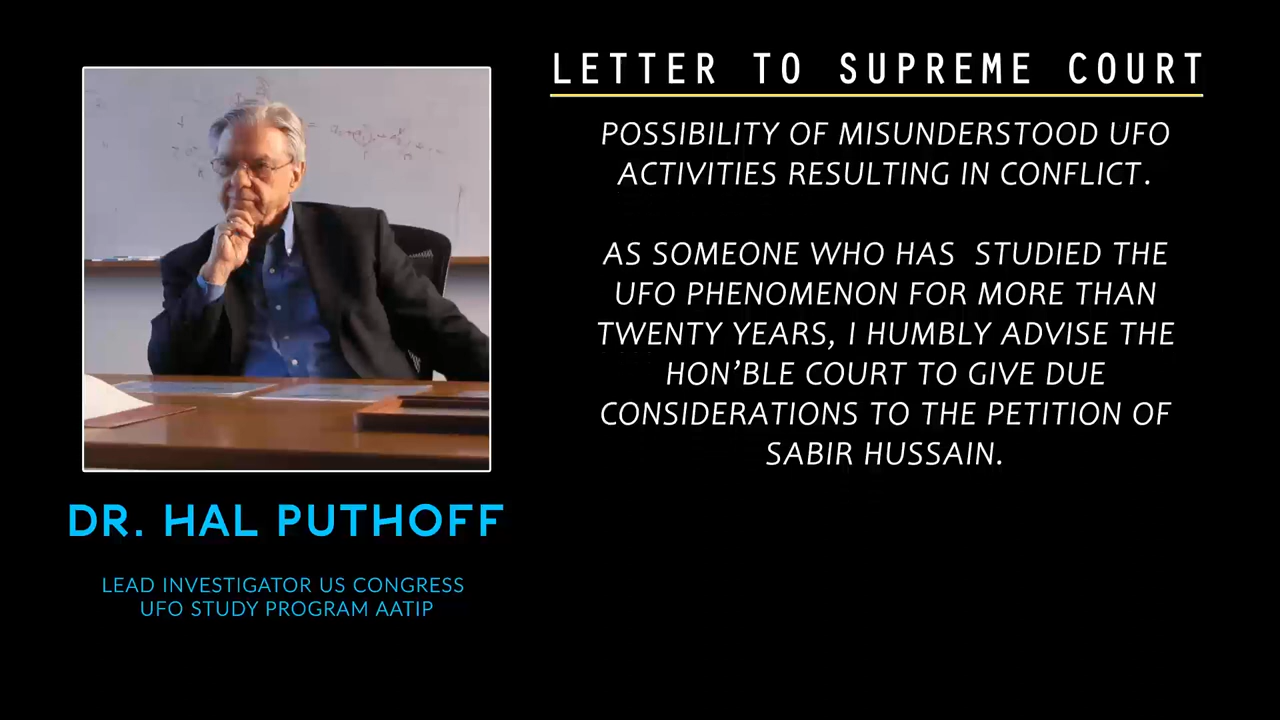 LETTER TO SUPREME COURT
POSSIBILITY OF MISUNDERSTOOD UFO
ACTIVITIES RESULTING IN CONFLICT.
AS SOMEONE WHO HAS STUDIED THE
UFO PHENOMENON FOR MORE THAN
TWENTY YEARS, I HUMBLY ADVISE THE
HON'BLE COURT TO GIVE DUE
CONSIDERATIONS TO THE PETITION OF
SABIR HUSSAIN.
DR. HAL PUTHOFF
LEAD INVESTIGATOR US CONGRESS
UFO STUDY PROGRAM AATIP